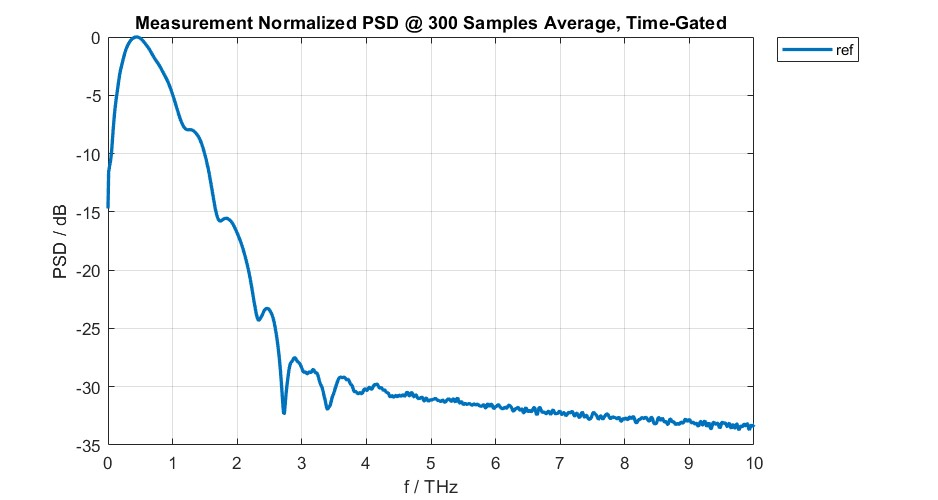 Measurement Normalized PSD @ 300 Samples Average, Time-Gated
ref
PSD / dB
0
-5
-10
-15
-20
-25
-30
-35
0 1 2 3 4 5 6 7 8 9 10
f / THz